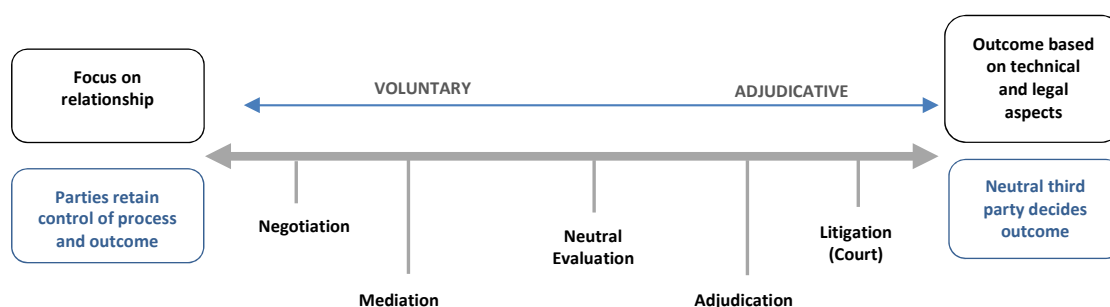 Focus on
relationship
VOLUNTARY
ADJUDICATIVE
Outcome based
on technical
and legal
aspects
Parties retain
control of process
and outcome
Neutral third
party decides
outcome
Negotiation
Mediation
Neutral
Evaluation
Adjudication
Litigation
(Court)